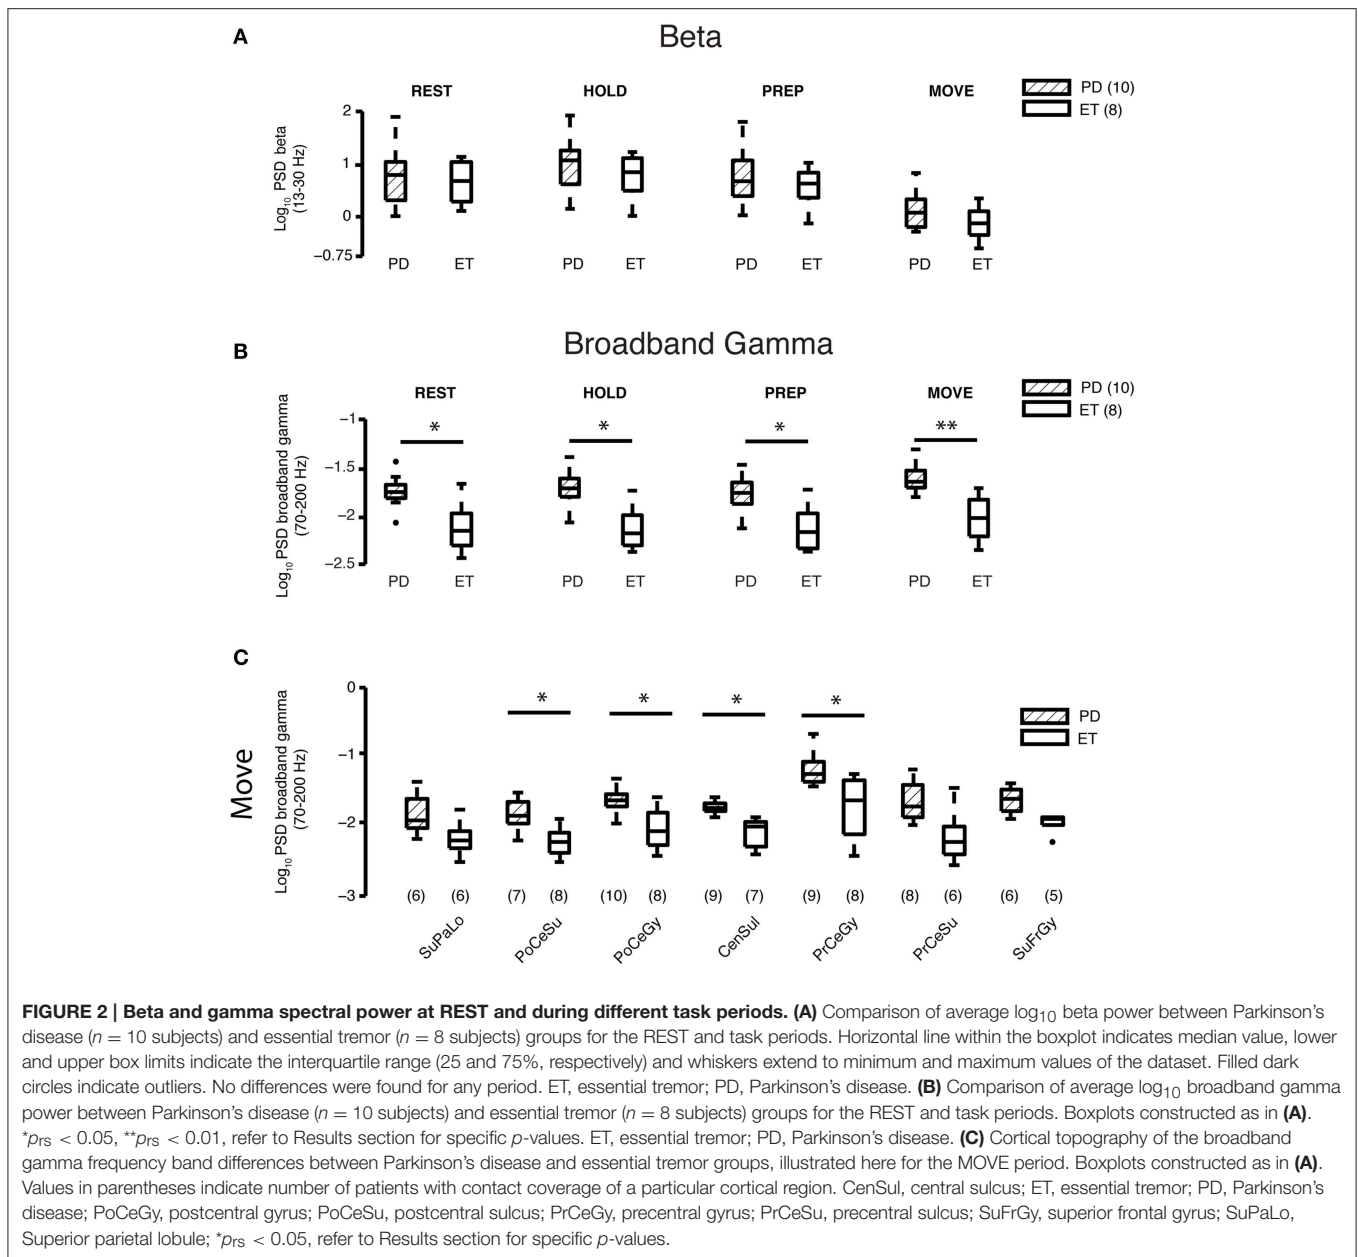 A
Beta
REST HOLD PREP MOVE
PD (10)
ET (8)
Log10 PSD beta
(13-30 Hz)
2
1
0
−0.75
PD ET PD ET PD ET PD ET
B
Broadband Gamma
REST HOLD PREP MOVE
PD (10)
ET (8)
Log10 PSD broadband gamma
(70-200 Hz)
−1
−1.5
−2
−2.5
* * * **
PD ET PD ET PD ET PD ET
C
Move
Log10 PSD broadband gamma
(70-200 Hz)
0
−1
−2
−3
* * * *
PD
ET
(6) (6) (7) (8) (10) (8) (9) (7) (9) (8) (8) (6) (6) (5)
SuPaLo PoCeSu PoCeGy CenSul PrCeGy PrCeSu SuFrGy
FIGURE 2 | Beta and gamma spectral power at REST and during different task periods. (A) Comparison of average log10 beta power between Parkinson's
disease (n = 10 subjects) and essential tremor (n = 8 subjects) groups for the REST and task periods. Horizontal line within the boxplot indicates median value, lower
and upper box limits indicate the interquartile range (25 and 75%, respectively) and whiskers extend to minimum and maximum values of the dataset. Filled dark
circles indicate outliers. No differences were found for any period. ET, essential tremor; PD, Parkinson's disease. (B) Comparison of average log10 broadband gamma
power between Parkinson's disease (n = 10 subjects) and essential tremor (n = 8 subjects) groups for the REST and task periods. Boxplots constructed as in (A).
*prs < 0.05, **prs < 0.01, refer to Results section for specific p-values. ET, essential tremor; PD, Parkinson's disease. (C) Cortical topography of the broadband
gamma frequency band differences between Parkinson's disease and essential tremor groups, illustrated here for the MOVE period. Boxplots constructed as in (A).
Values in parentheses indicate number of patients with contact coverage of a particular cortical region. CenSul, central sulcus; ET, essential tremor; PD, Parkinson's
disease; PoCeGy, postcentral gyrus; PoCeSu, postcentral sulcus; PrCeGy, precentral gyrus; PrCeSu, precentral sulcus; SuFrGy, superior frontal gyrus; SuPaLo,
Superior parietal lobule; *prs < 0.05, refer to Results section for specific p-values.